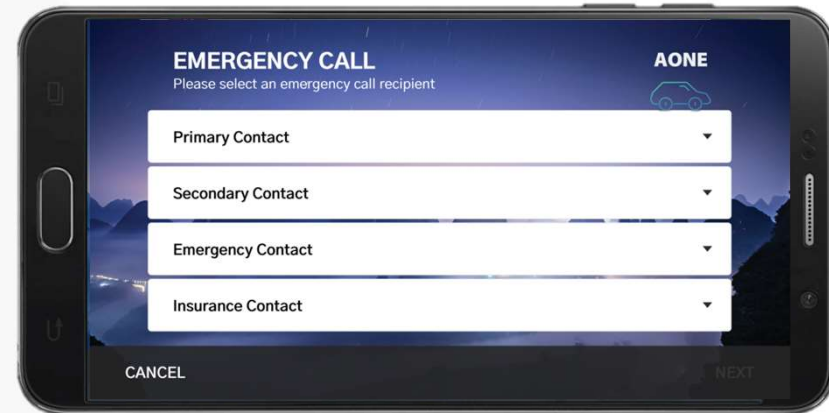 EMERGENCY CALL
AONE
Please select an emergency call recipient
Primary Contact
Secondary Contact
Emergency Contact
Insurance Contact
CANCEL
NEXT